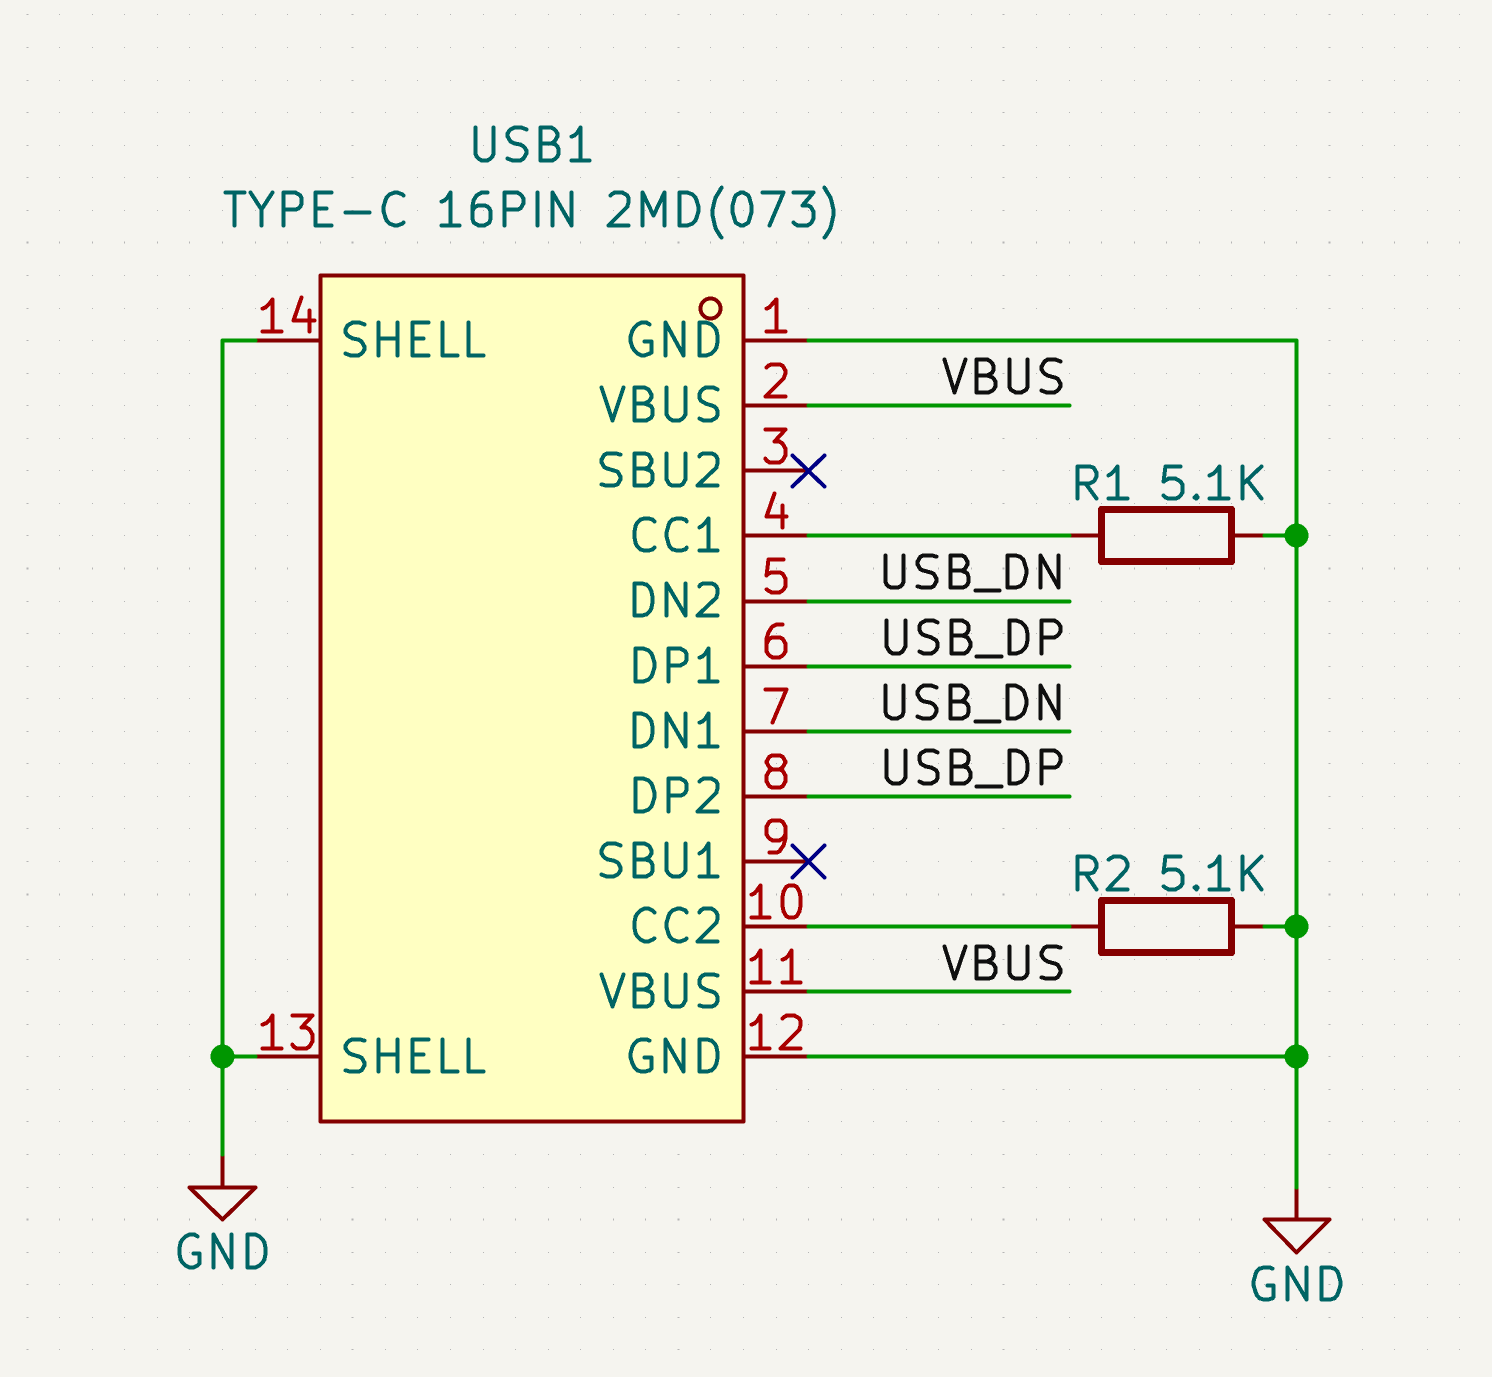 USB1
TYPE-C 16PIN 2MD(073)
14 SHELL GND 1
VBUS 2 VBUS
SBU2 3
CC1 4 R1 5.1K
DN2 5 USB_DN
DP1 6 USB_DP
DN1 7 USB_DN
DP2 8 USB_DP
SBU1 9
CC2 10 R2 5.1K
VBUS 11 VBUS
13 SHELL GND 12
GND
GND